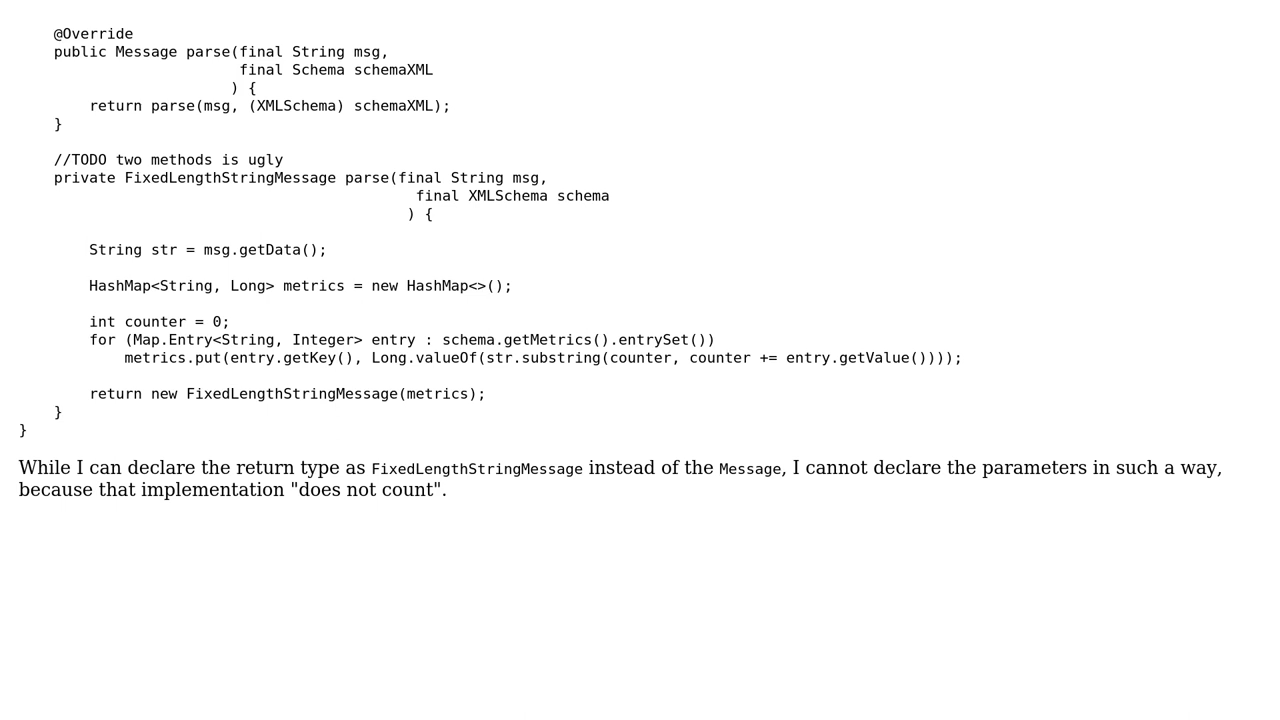 @Override
public Message parse(final String msg,
final Schema schemaXML
) {
return parse(msg, (XMLSchema) schemaXML);
}
//TODO two methods is ugly
private FixedLengthStringMessage parse(final String msg,
final XMLSchema schema
) {
String str = msg.getData();
HashMap<String, Long> metrics = new HashMap<>();
int counter = 0;
for (Map.Entry<String, Integer> entry : schema.getMetrics().entrySet())
metrics.put(entry.getKey(), Long.valueOf(str.substring(counter, counter += entry.getValue())));
return new FixedLengthStringMessage(metrics);
}
}
While I can declare the return type as FixedLengthStringMessage instead of the Message, I cannot declare the parameters in such a way,
because that implementation "does not count".